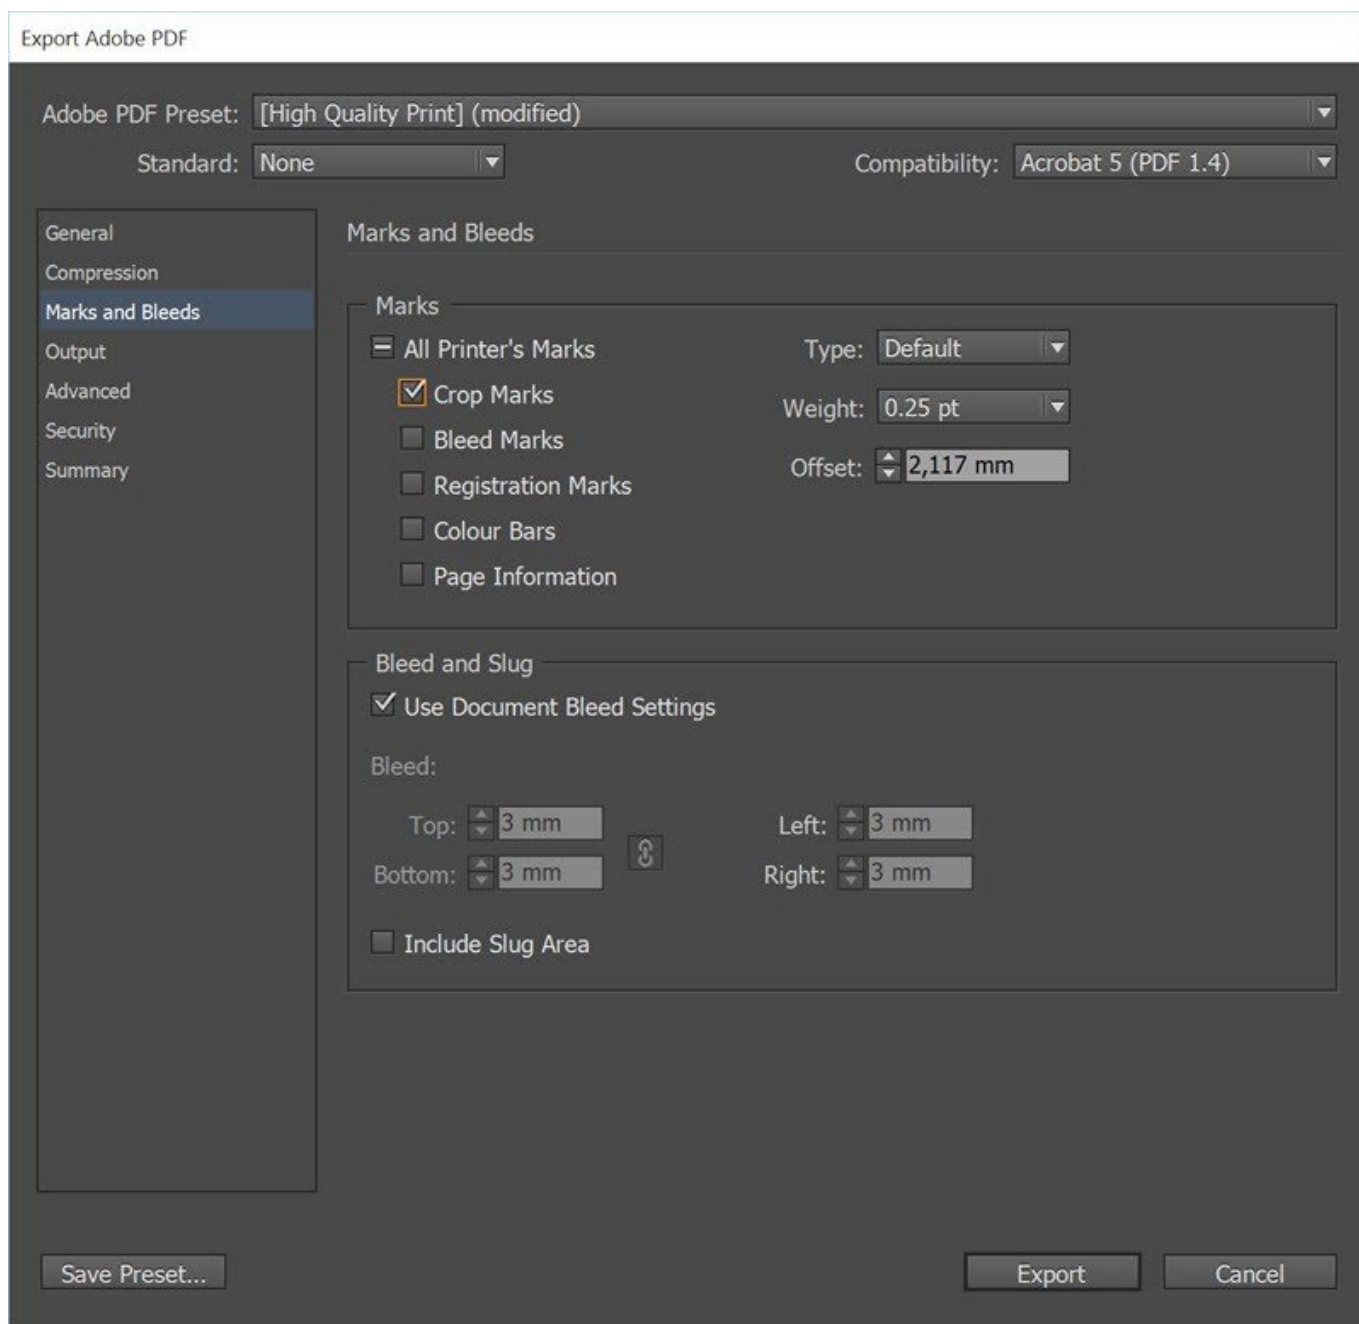 Export Adobe PDF
Adobe PDF Preset: [High Quality Print] (modified)
Standard: None Compatibility: Acrobat 5 (PDF 1.4)
General
Compression
Marks and Bleeds
Output
Advanced
Security
Summary
Marks and Bleeds
Marks
All Printer's Marks
Crop Marks
Bleed Marks
Registration Marks
Colour Bars
Page Information
Type: Default
Weight: 0.25 pt
Offset: 2,117 mm
Bleed and Slug
Use Document Bleed Settings
Bleed:
Top: 3 mm Left: 3 mm
Bottom: 3 mm Right: 3 mm
Include Slug Area
Save Preset... Export Cancel